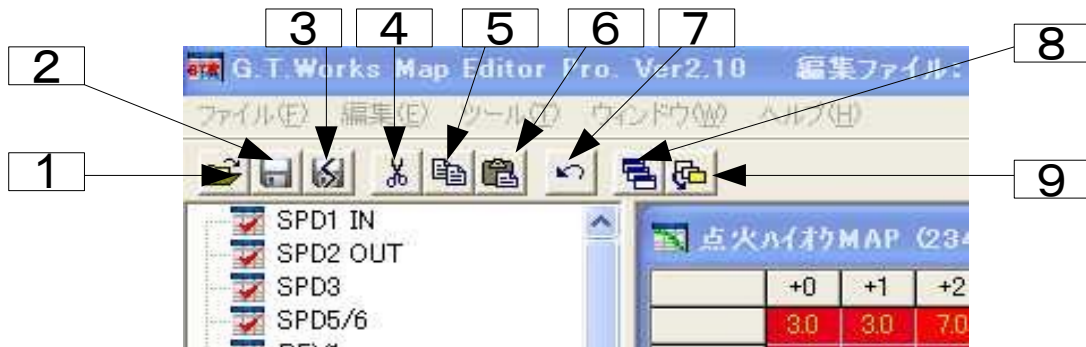 3 4 5 6 7
8
2
G.T.Works Map Editor Pro. Ver2.10 編集ファイル:
ファイル(F) 編集(E) ツール(T) ウィンドウ(W) ヘルプ(H)
1
9
SPD1 IN
SPD2 OUT
SPD3
SPD5/6
点火ハイオクMAP (234
+0 +1 +2
3.0 3.0 7.0